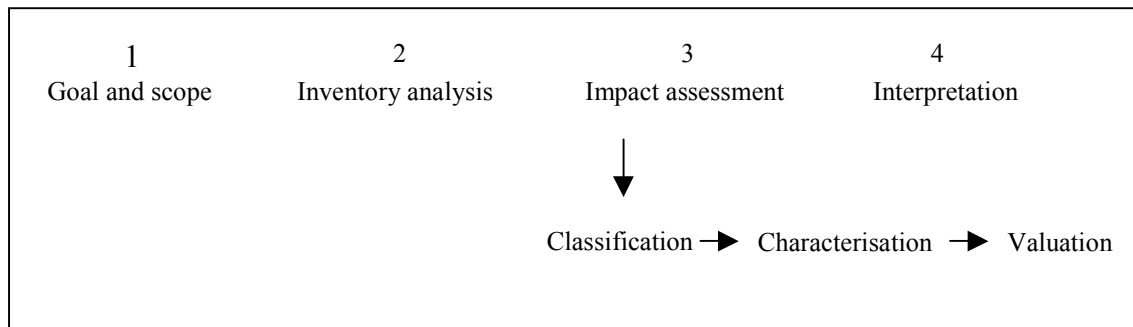 1 2 3 4
Goal and scope Inventory analysis Impact assessment Interpretation
Classification Characterisation Valuation